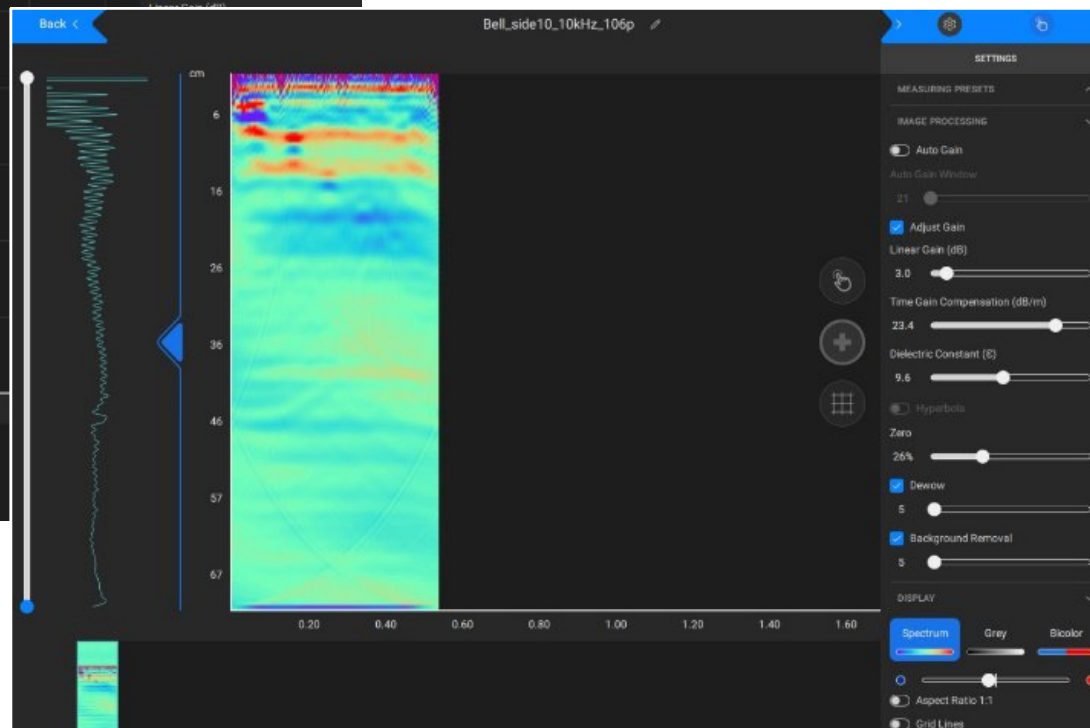 Linear Gain (dB)
Back <
Bell_side10_10kHz_106p
SETTINGS
MEASURING PRESETS
IMAGE PROCESSING
Auto Gain
Auto Gain Window
21
Adjust Gain
Linear Gain (dB)
3.0
Time Gain Compensation (dB/m)
23.4
Dielectric Constant (ε)
9.6
Hyperbola
Zero
26%
Dewow
5
Background Removal
5
DISPLAY
Spectrum Grey Bicolor
Aspect Ratio 1:1
Grid Lines
cm
6
16
26
36
46
57
67
0.20 0.40 0.60 0.80 1.00 1.20 1.40 1.60